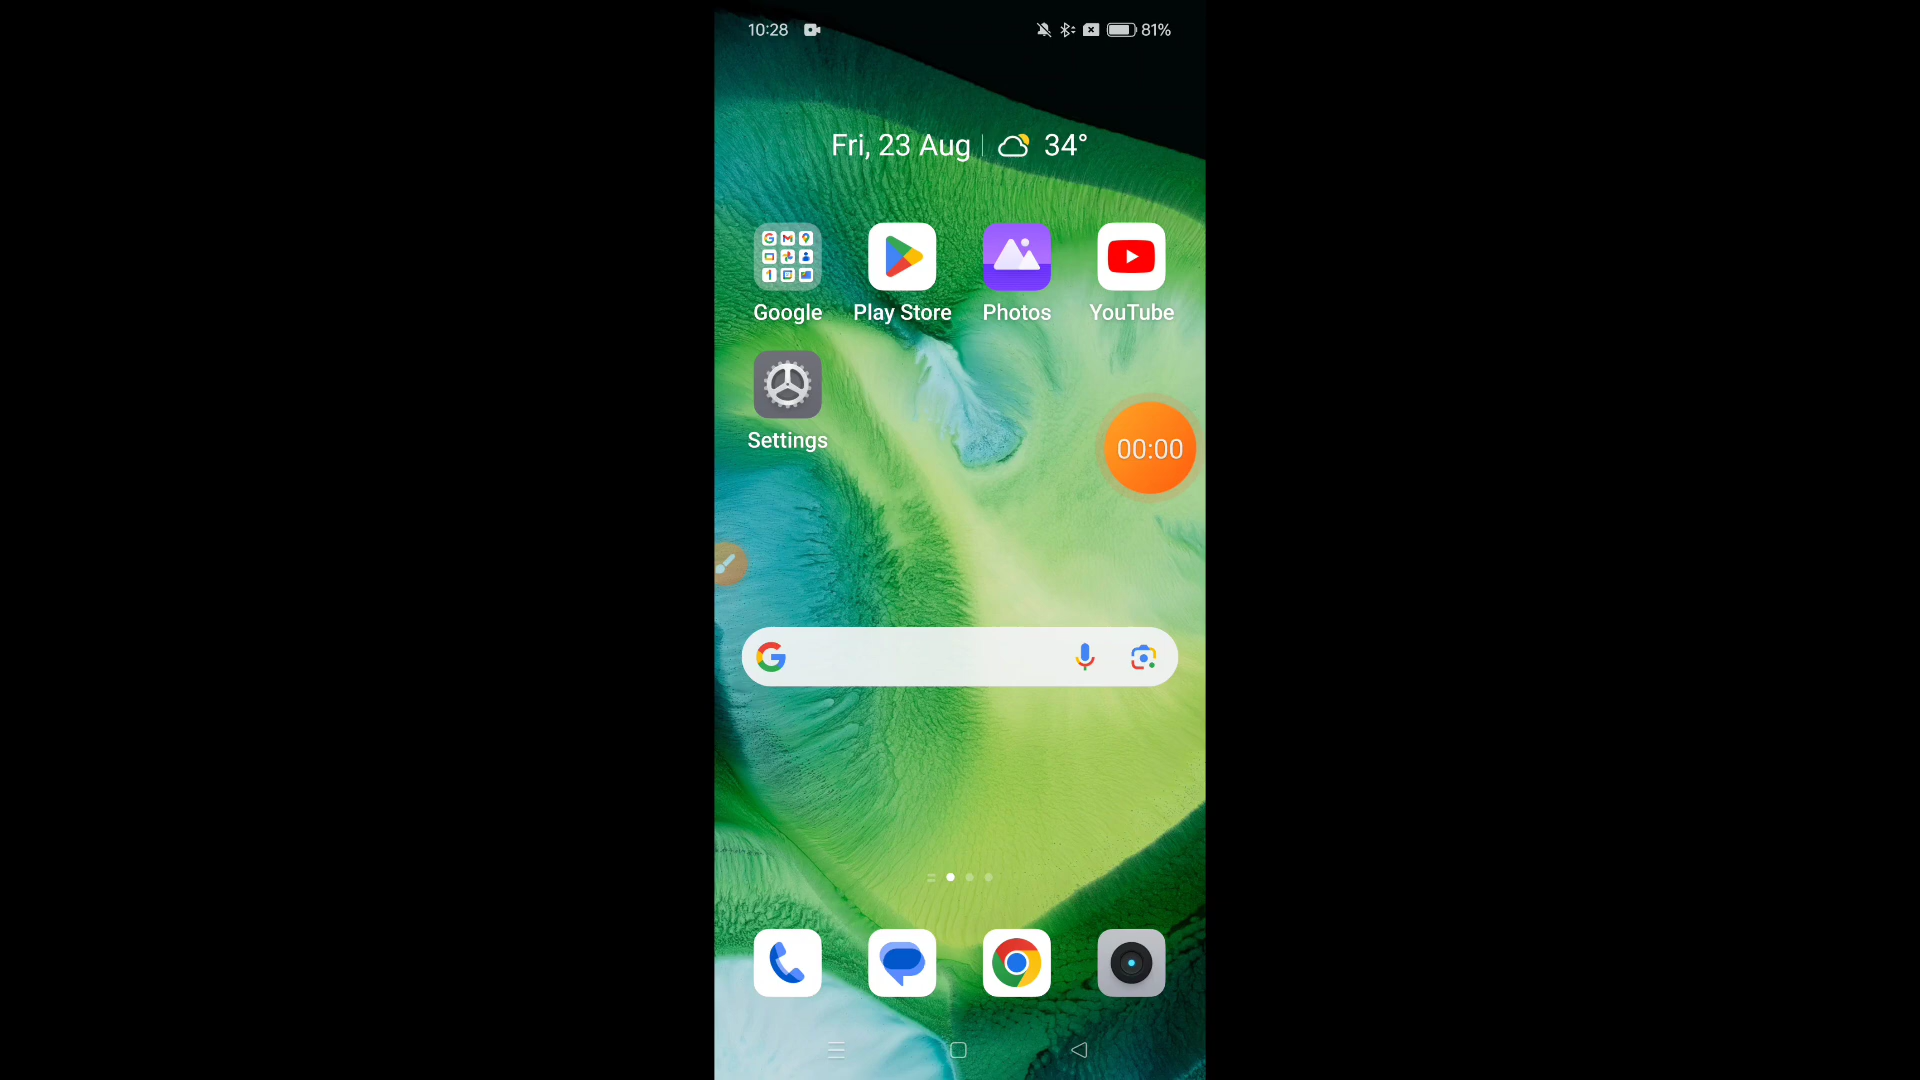 10:28 81%
Fri, 23 Aug 34°
Google Play Store Photos YouTube
Settings
00:00